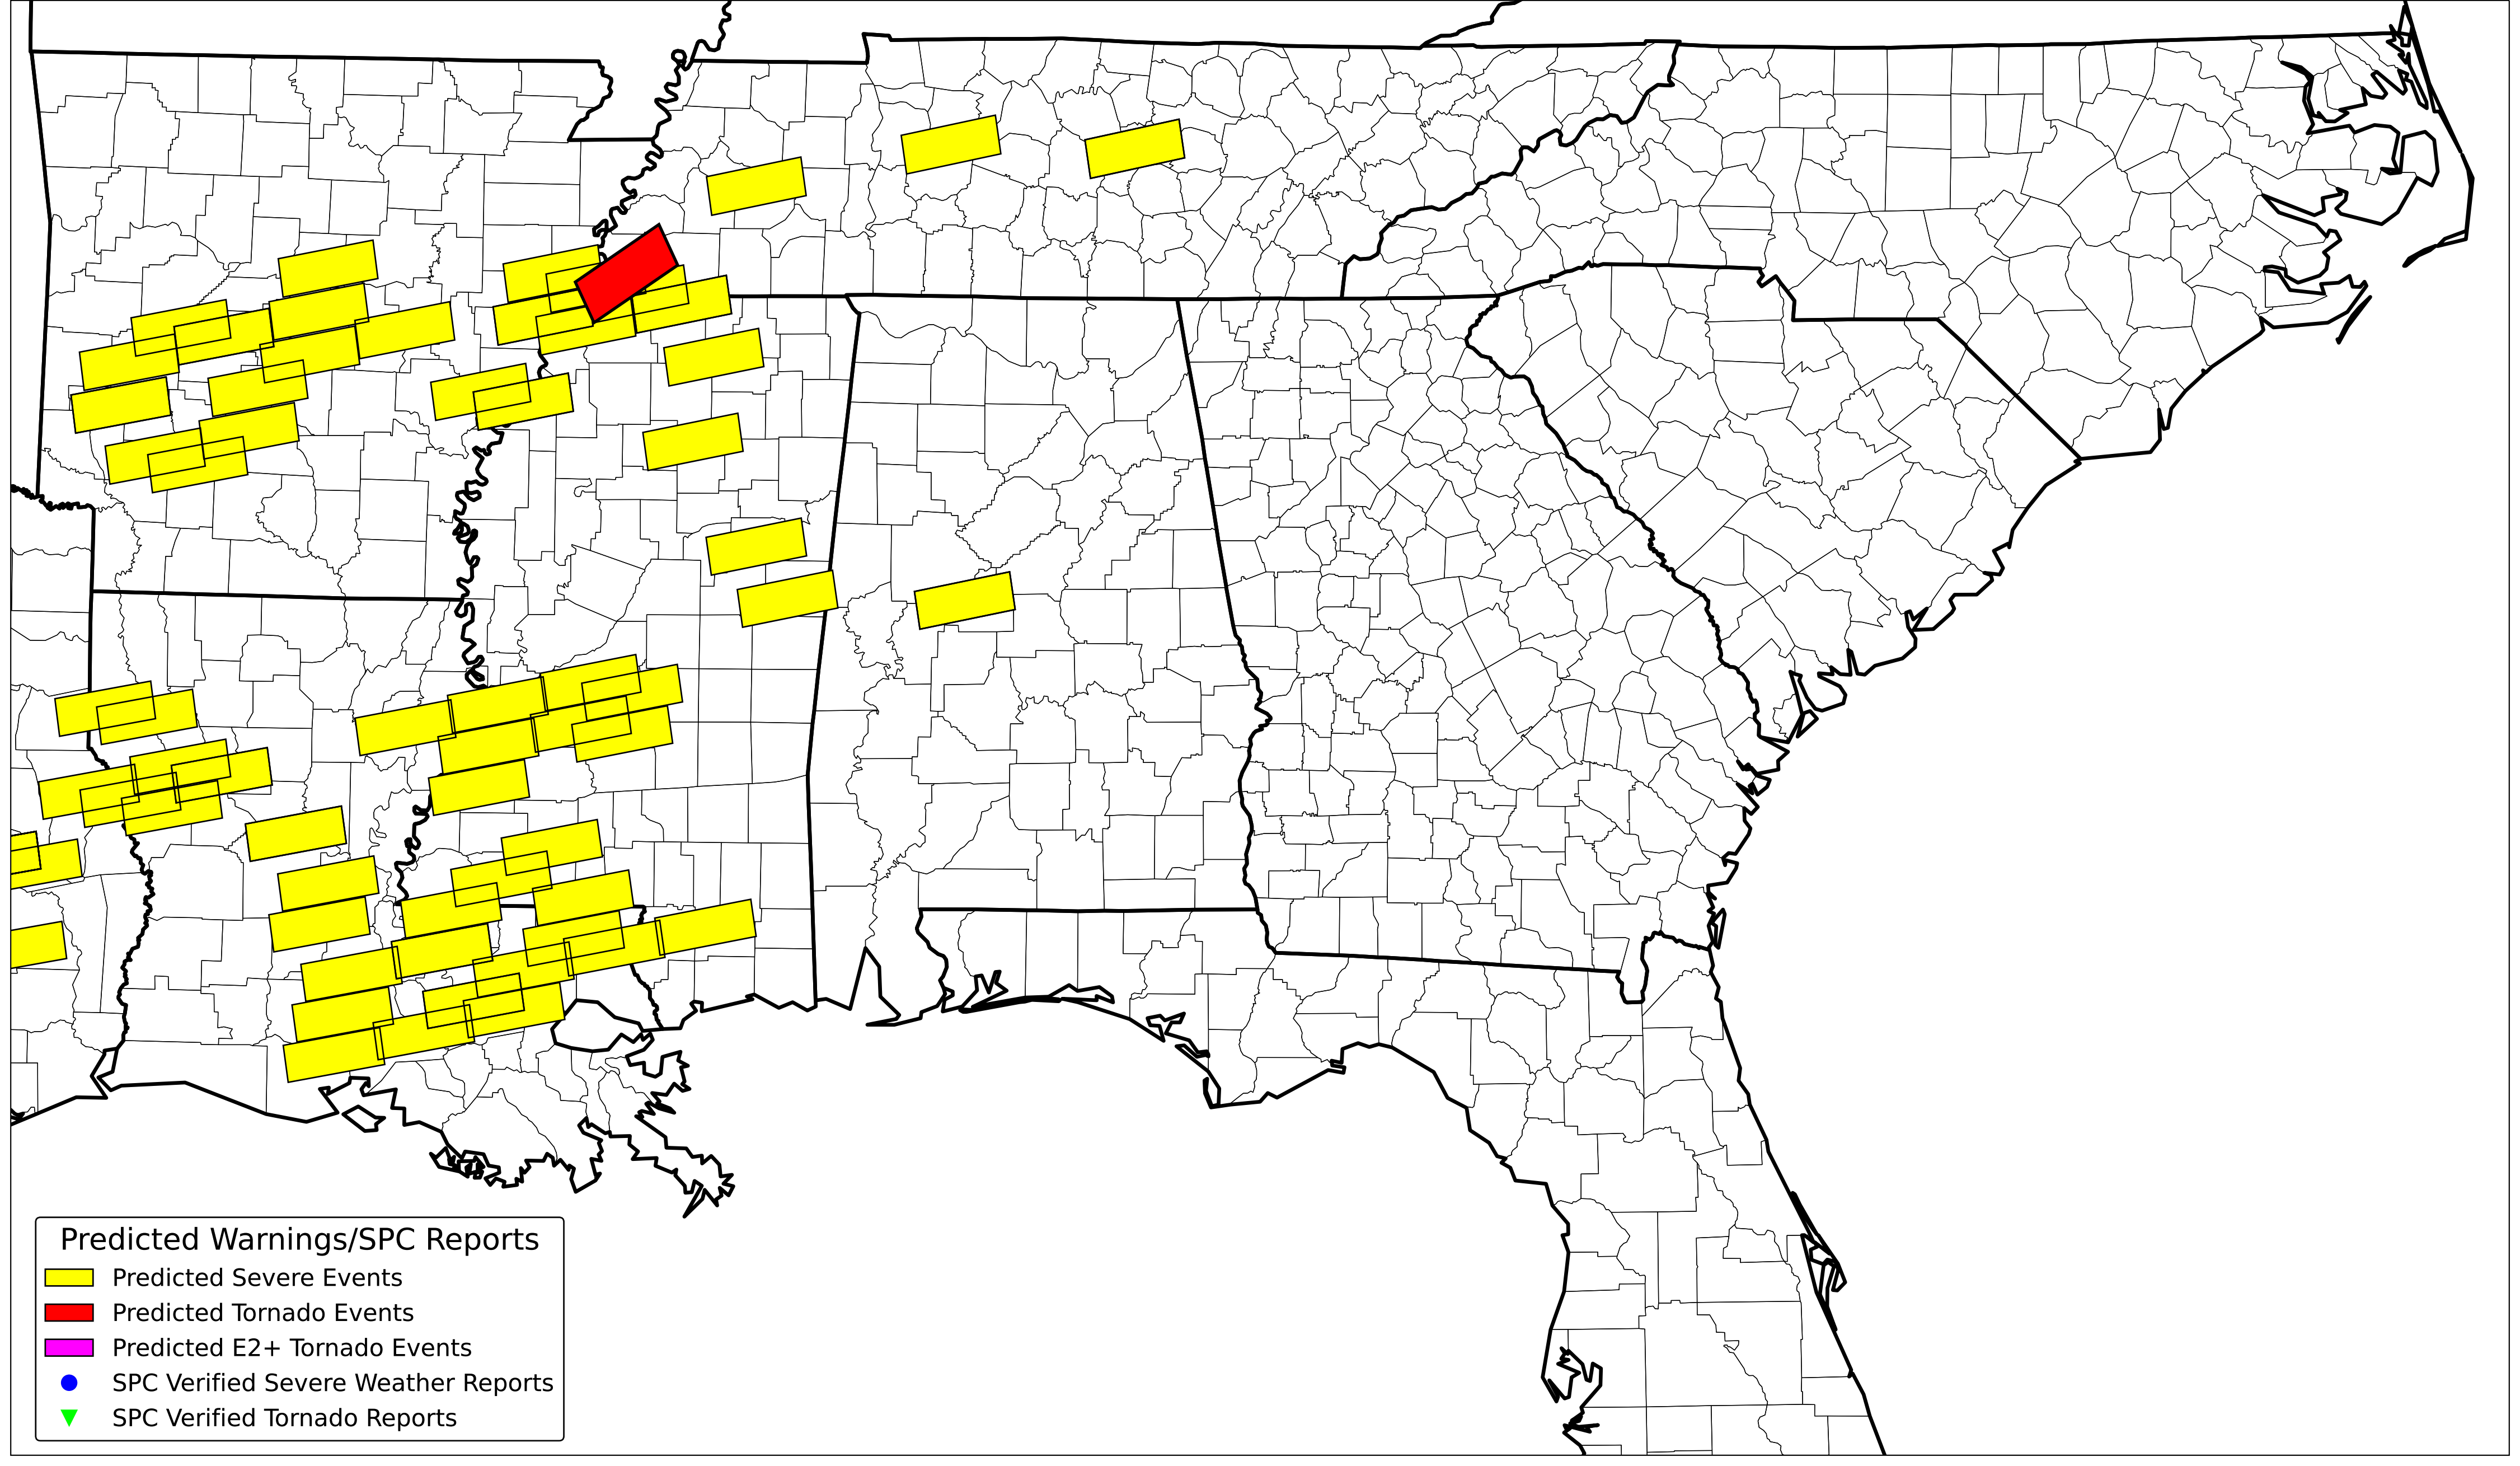 Predicted Warnings/SPC Reports
Predicted Severe Events
Predicted Tornado Events
Predicted E2+ Tornado Events
SPC Verified Severe Weather Reports
SPC Verified Tornado Reports